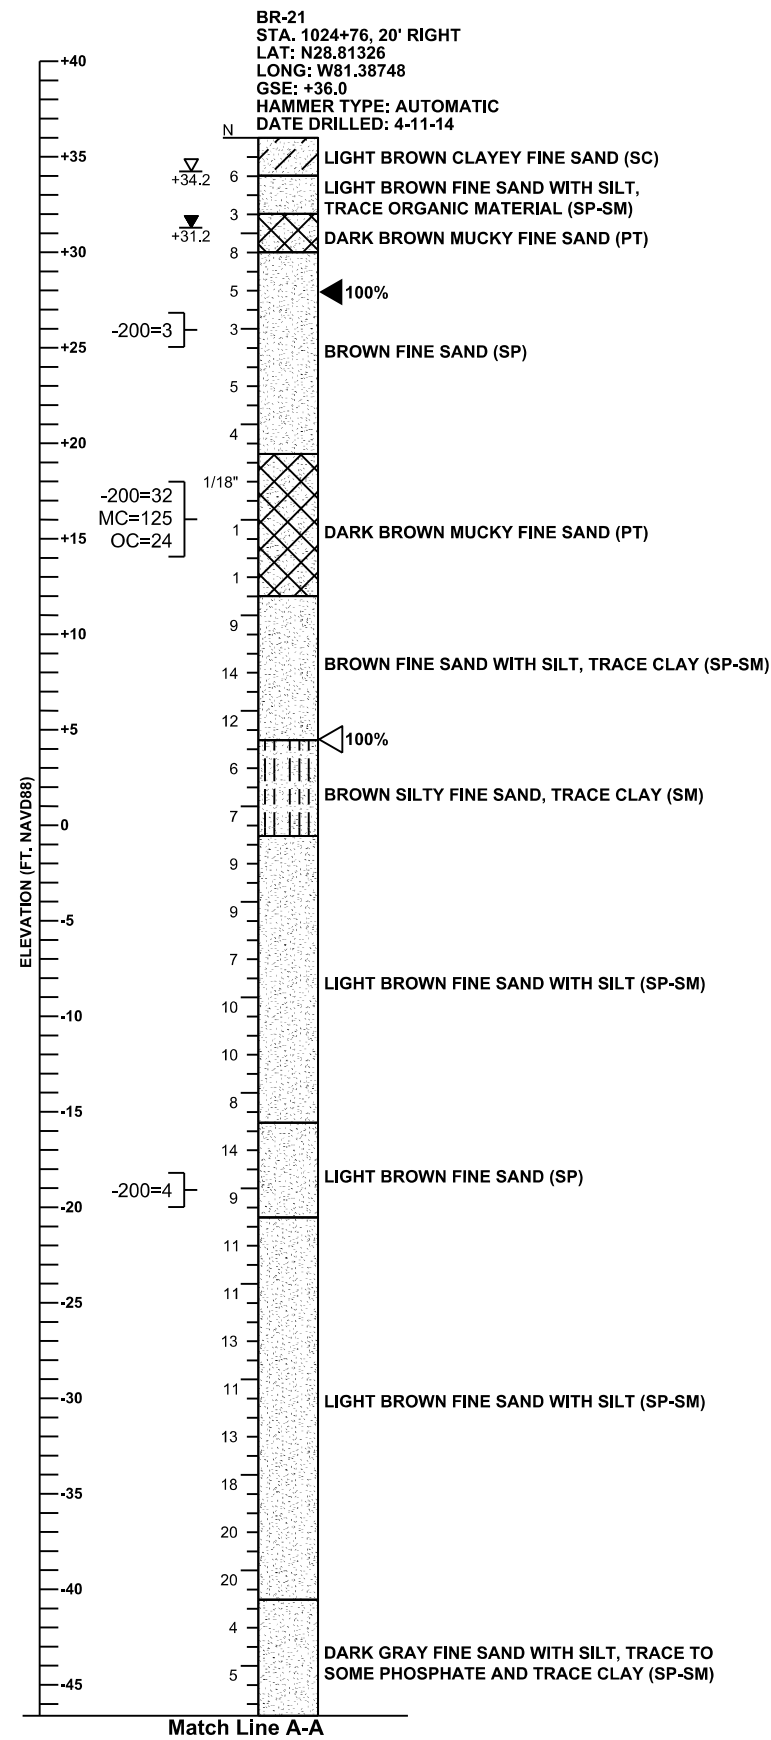 BR-21
STA. 1024+76, 20' RIGHT
LAT: N28.81326
LONG: W81.38748
GSE: +36.0
HAMMER TYPE: AUTOMATIC
DATE DRILLED: 4-11-14
+40
N
+35
LIGHT BROWN CLAYEY FINE SAND (SC)
+34.2
6
LIGHT BROWN FINE SAND WITH SILT,
TRACE ORGANIC MATERIAL (SP-SM)
3
+31.2
DARK BROWN MUCKY FINE SAND (PT)
+30
8
5
100%
-200=3
3
+25
BROWN FINE SAND (SP)
5
4
+20
1/18"
-200=32
MC=125
OC=24
+15
1
DARK BROWN MUCKY FINE SAND (PT)
1
9
+10
BROWN FINE SAND WITH SILT, TRACE CLAY (SP-SM)
14
12
+5
100%
6
BROWN SILTY FINE SAND, TRACE CLAY (SM)
7
0
ELEVATION (FT. NAVD88)
9
9
-5
7
LIGHT BROWN FINE SAND WITH SILT (SP-SM)
10
-10
10
8
-15
14
LIGHT BROWN FINE SAND (SP)
-200=4
9
-20
11
11
-25
13
11
-30
LIGHT BROWN FINE SAND WITH SILT (SP-SM)
13
18
-35
20
20
-40
4
DARK GRAY FINE SAND WITH SILT, TRACE TO
SOME PHOSPHATE AND TRACE CLAY (SP-SM)
5
-45
Match Line A-A